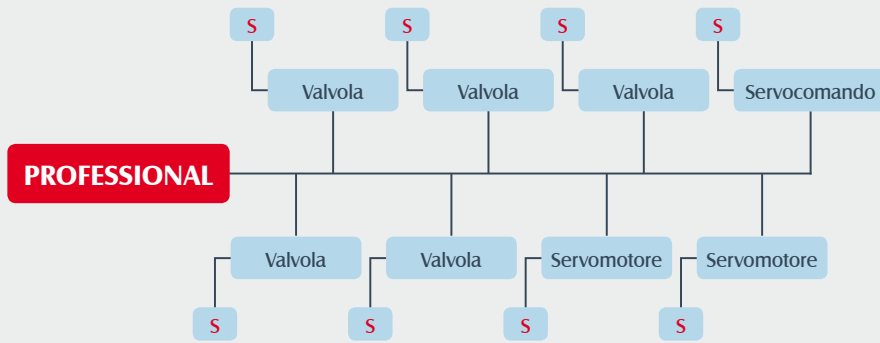 S S S S
Valvola Valvola Valvola Servocomando
PROFESSIONAL
Valvola Valvola Servomotore Servomotore
S S S S